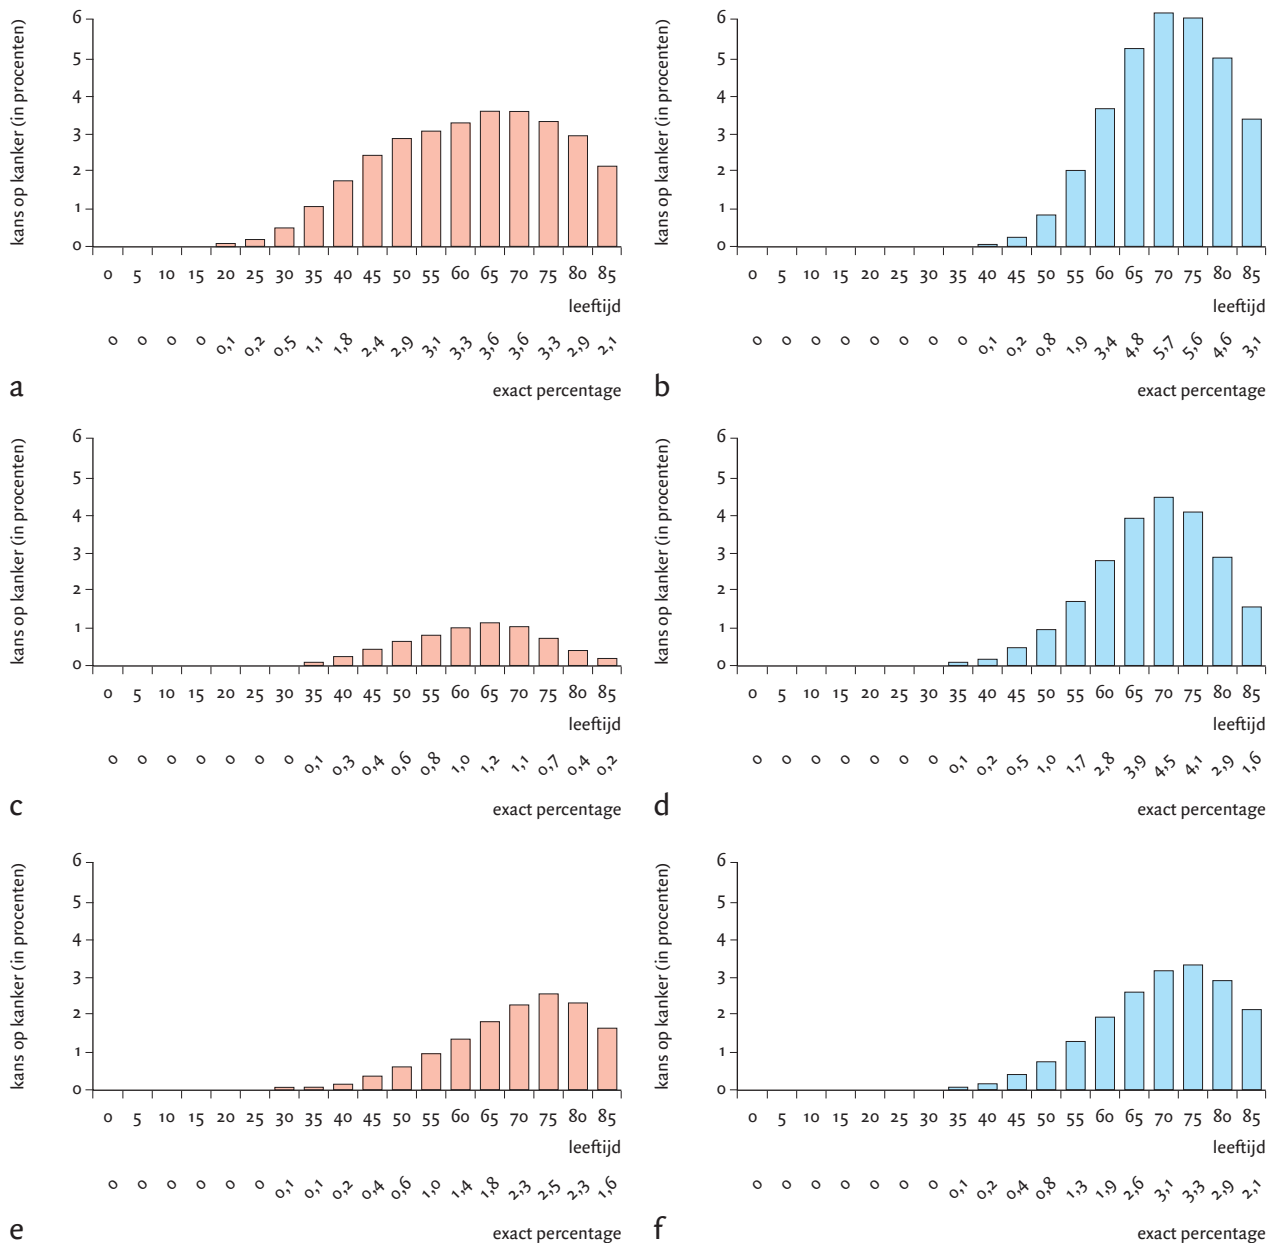 kans op kanker (in procenten)
6
5
4
3
2
1
0
0 5 10 15 20 25 30 35 40 45 50 55 60 65 70 75 80 85
leeftijd
0 0 0 0 0,1 0,2 0,5 1,1 1,8 2,4 2,9 3,1 3,3 3,6 3,6 3,3 2,9 2,1
exact percentage
a
kans op kanker (in procenten)
6
5
4
3
2
1
0
0 5 10 15 20 25 30 35 40 45 50 55 60 65 70 75 80 85
leeftijd
0 0 0 0 0 0 0 0 0,1 0,2 0,8 1,9 3,4 4,8 5,7 5,6 4,6 3,1
exact percentage
b
kans op kanker (in procenten)
6
5
4
3
2
1
0
0 5 10 15 20 25 30 35 40 45 50 55 60 65 70 75 80 85
leeftijd
0 0 0 0 0 0 0 0,1 0,3 0,4 0,6 0,8 1,0 1,2 1,1 0,7 0,4 0,2
exact percentage
c
kans op kanker (in procenten)
6
5
4
3
2
1
0
0 5 10 15 20 25 30 35 40 45 50 55 60 65 70 75 80 85
leeftijd
0 0 0 0 0 0 0 0,1 0,2 0,5 1,0 1,7 2,8 3,9 4,5 4,1 2,9 1,6
exact percentage
d
kans op kanker (in procenten)
6
5
4
3
2
1
0
0 5 10 15 20 25 30 35 40 45 50 55 60 65 70 75 80 85
leeftijd
0 0 0 0 0 0 0,1 0,1 0,2 0,4 0,6 1,0 1,4 1,8 2,3 2,5 2,3 1,6
exact percentage
e
kans op kanker (in procenten)
6
5
4
3
2
1
0
0 5 10 15 20 25 30 35 40 45 50 55 60 65 70 75 80 85
leeftijd
0 0 0 0 0 0 0 0,1 0,2 0,4 0,8 1,3 1,9 2,6 3,1 3,3 2,9 2,1
exact percentage
f